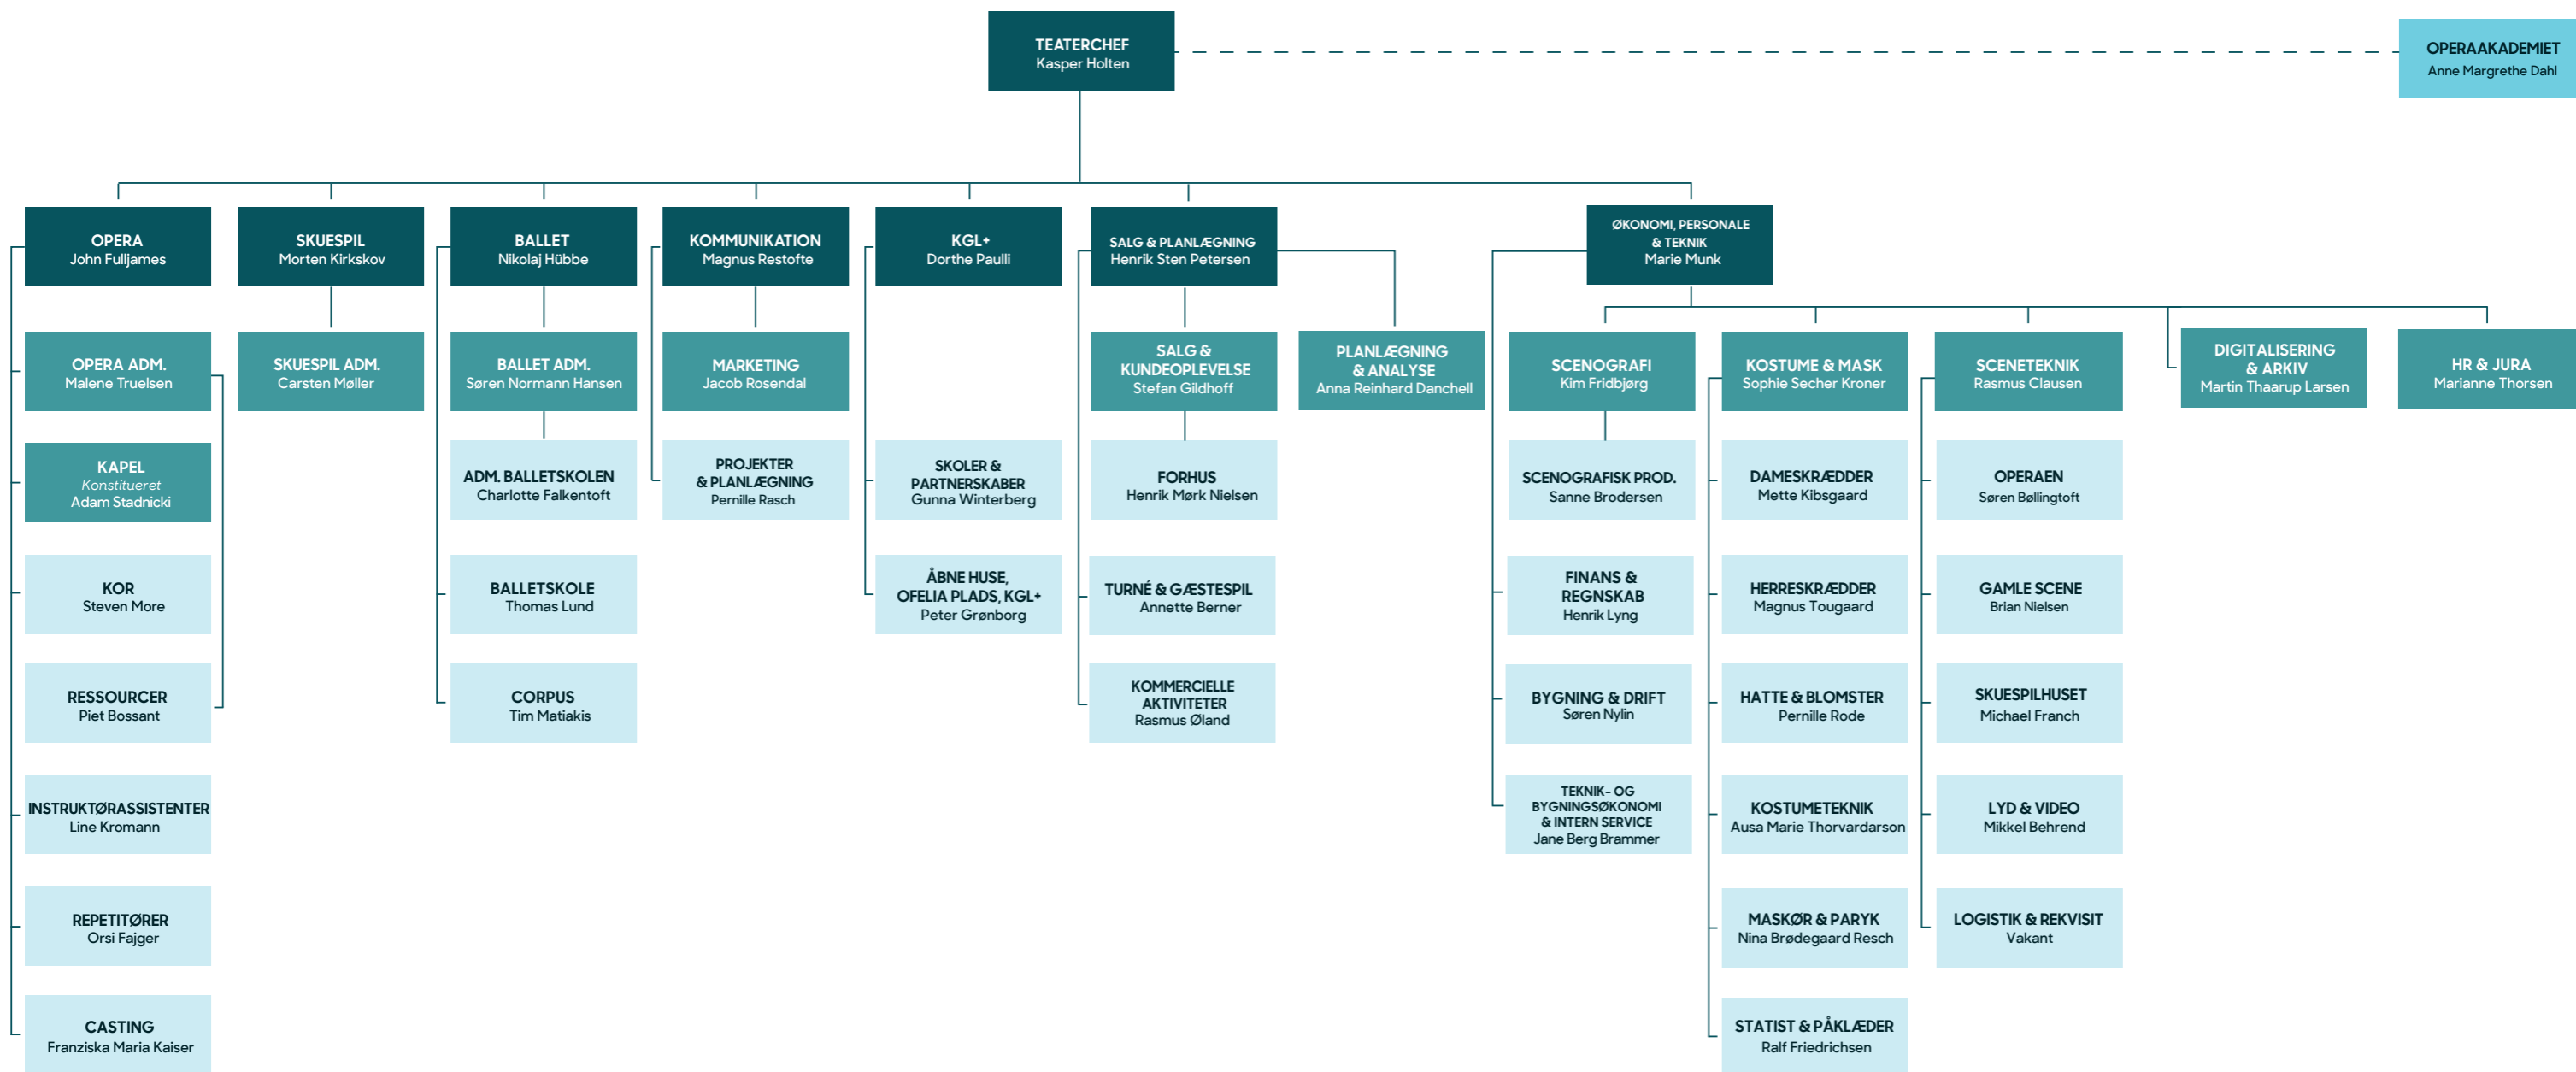 TEATERCHEF
Kasper Holten
OPERAAKADEMIET
Anne Margrethe Dahl
OPERA
John Fulljames
SKUESPIL
Morten Kirkskov
BALLET
Nikolaj Hübbe
KOMMUNIKATION
Magnus Restofte
KGL+
Dorthe Paulli
SALG & PLANLÆGNING
Henrik Sten Petersen
ØKONOMI, PERSONALE
& TEKNIK
Marie Munk
OPERA ADM.
Malene Truelsen
SKUESPIL ADM.
Carsten Møller
BALLET ADM.
Søren Normann Hansen
MARKETING
Jacob Rosendal
SALG &
KUNDEOPLEVELSE
Stefan Gildhoff
PLANLÆGNING
& ANALYSE
Anna Reinhard Danchell
SCENOGRAFI
Kim Fridbjørg
KOSTUME & MASK
Sophie Secher Kroner
SCENETEKNIK
Rasmus Clausen
DIGITALISERING
& ARKIV
Martin Thaarup Larsen
HR & JURA
Marianne Thorsen
KAPEL
Konstitueret
Adam Stadnicki
ADM. BALLETSKOLEN
Charlotte Falkentoft
PROJEKTER
& PLANLÆGNING
Pernille Rasch
SKOLER &
PARTNERSKABER
Gunna Winterberg
FORHUS
Henrik Mørk Nielsen
SCENOGRAFISK PROD.
Sanne Brodersen
DAMESKRÆDDER
Mette Kibsgaard
OPERAEN
Søren Bøllingtoft
KOR
Steven More
BALLETSKOLE
Thomas Lund
ÅBNE HUSE,
OFELIA PLADS, KGL+
Peter Grønborg
TURNÉ & GÆSTESPIL
Annette Berner
FINANS &
REGNSKAB
Henrik Lyng
HERRESKRÆDDER
Magnus Tougaard
GAMLE SCENE
Brian Nielsen
RESSOURCER
Piet Bossant
CORPUS
Tim Matiakis
KOMMERCIELLE
AKTIVITETER
Rasmus Øland
BYGNING & DRIFT
Søren Nylin
HATTE & BLOMSTER
Pernille Rode
SKUESPILHUSET
Michael Franch
INSTRUKTØRASSISTENTER
Line Kromann
TEKNIK- OG
BYGNINGSØKONOMI
& INTERN SERVICE
Jane Berg Brammer
KOSTUMETEKNIK
Ausa Marie Thorvardarson
LYD & VIDEO
Mikkel Behrend
REPETITØRER
Orsi Fajger
MASKØR & PARYK
Nina Brødegaard Resch
LOGISTIK & REKVISIT
Vakant
CASTING
Franziska Maria Kaiser
STATIST & PÅKLÆDER
Ralf Friedrichsen